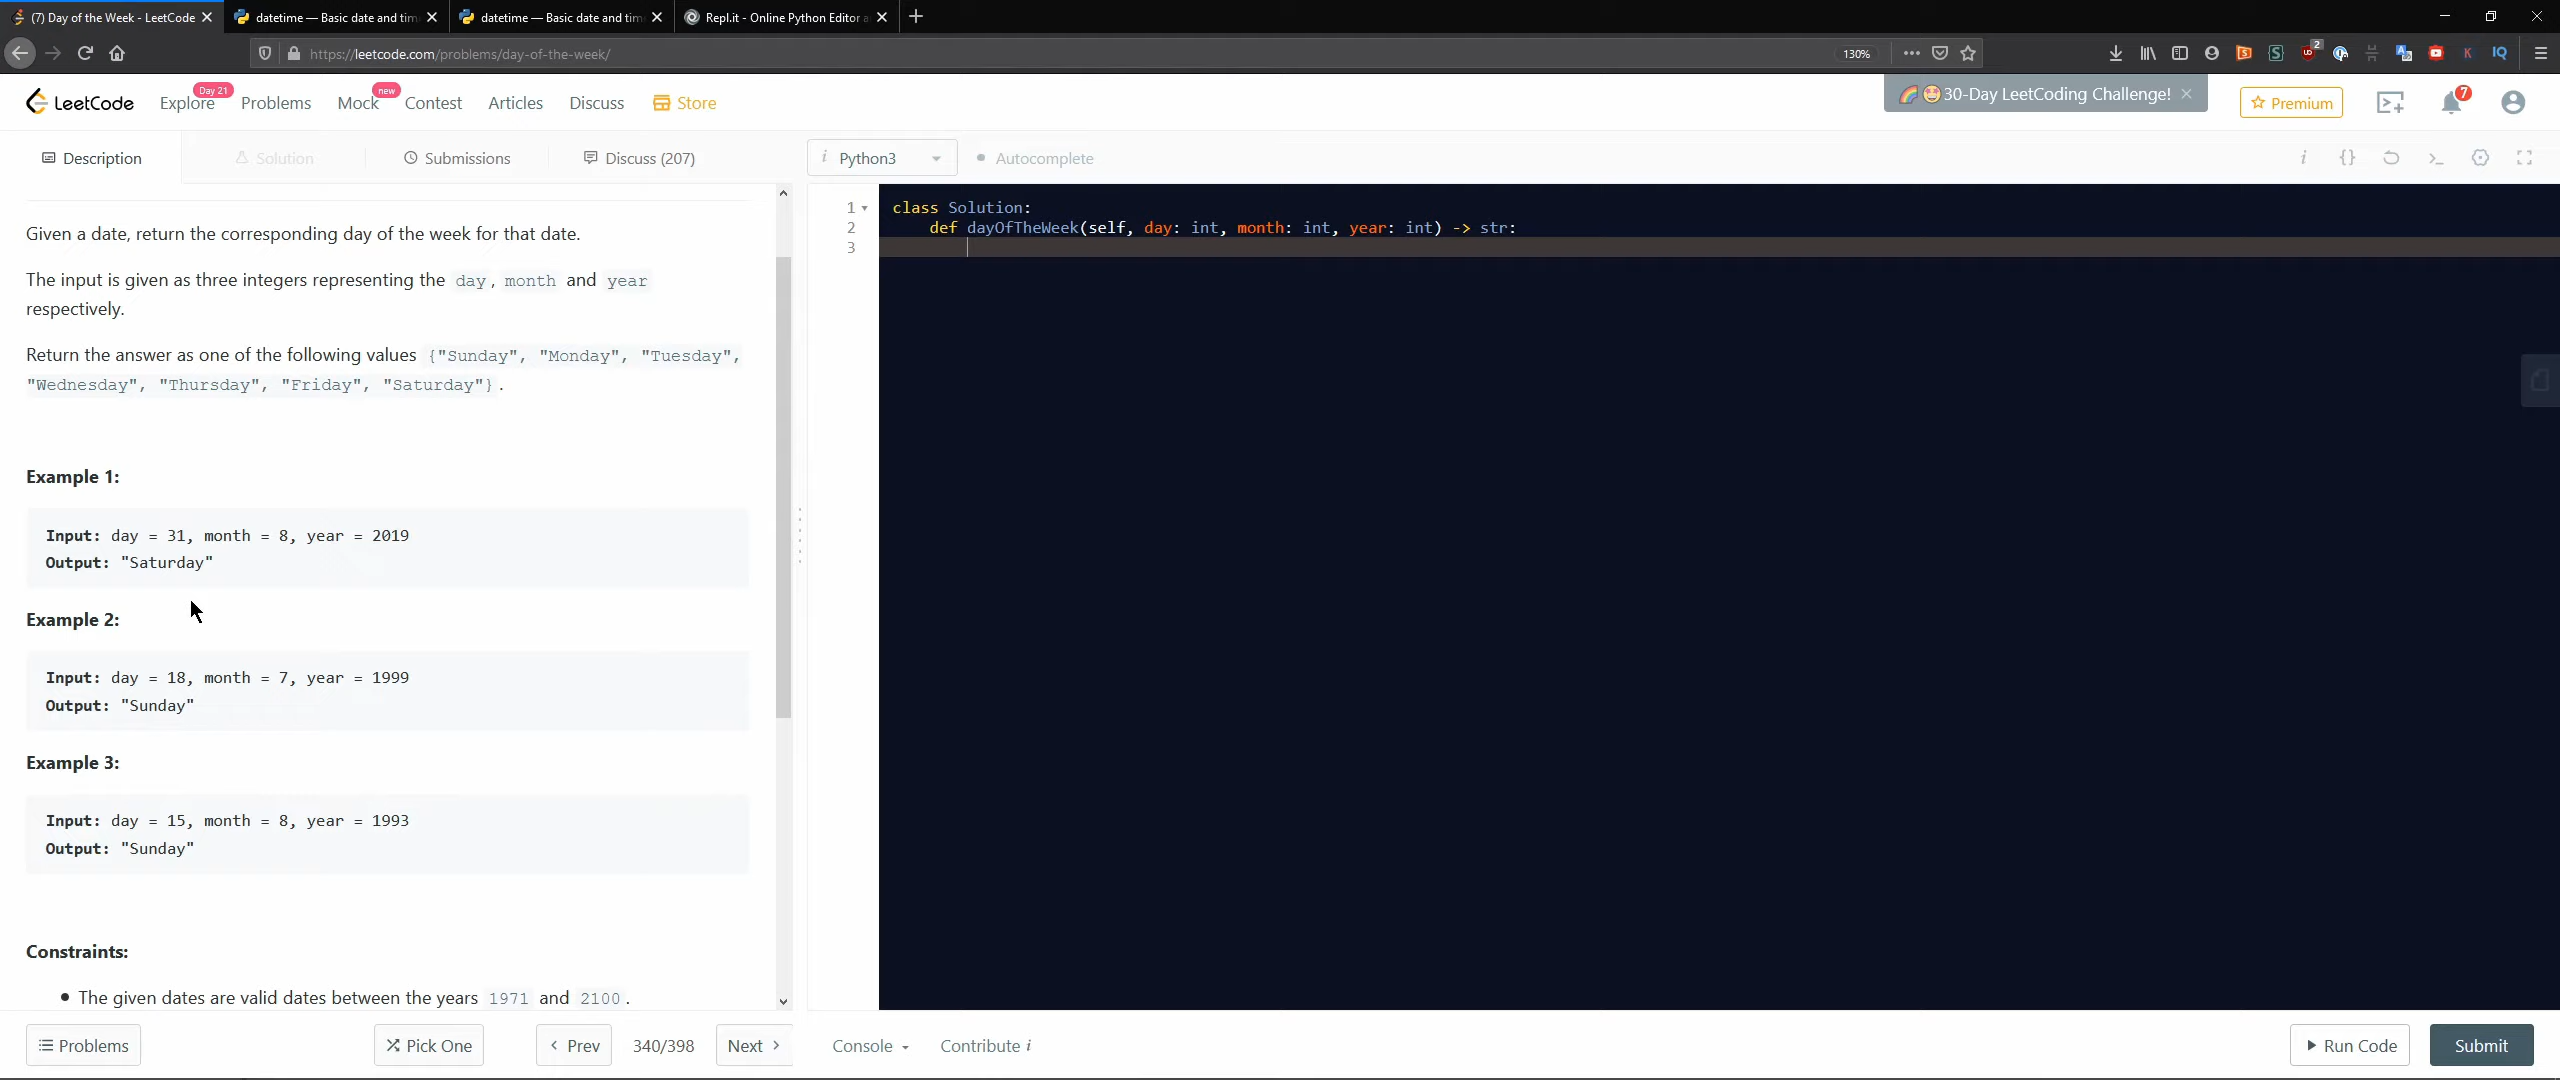 (7) Day of the Week - LeetCode
datetime — Basic date and tim
datetime — Basic date and tim
Repl.it - Online Python Editor a
https://leetcode.com/problems/day-of-the-week/
130%
2
LeetCode
Explore
Day 21
Problems
Mock
new
Contest
Articles
Discuss
Store
30-Day LeetCoding Challenge!
Premium
7
Description
Solution
Submissions
Discuss (207)
i Python3
Autocomplete
i {}
Given a date, return the corresponding day of the week for that date.
The input is given as three integers representing the day, month and year
respectively.
Return the answer as one of the following values {"Sunday", "Monday", "Tuesday",
"Wednesday", "Thursday", "Friday", "Saturday"}.
Example 1:
Input: day = 31, month = 8, year = 2019
Output: "Saturday"
Example 2:
Input: day = 18, month = 7, year = 1999
Output: "Sunday"
Example 3:
Input: day = 15, month = 8, year = 1993
Output: "Sunday"
Constraints:
• The given dates are valid dates between the years 1971 and 2100.
1 class Solution:
2 def dayOfTheWeek(self, day: int, month: int, year: int) -> str:
3
Problems
Pick One
Prev
340/398
Next
Console
Contribute i
Run Code
Submit